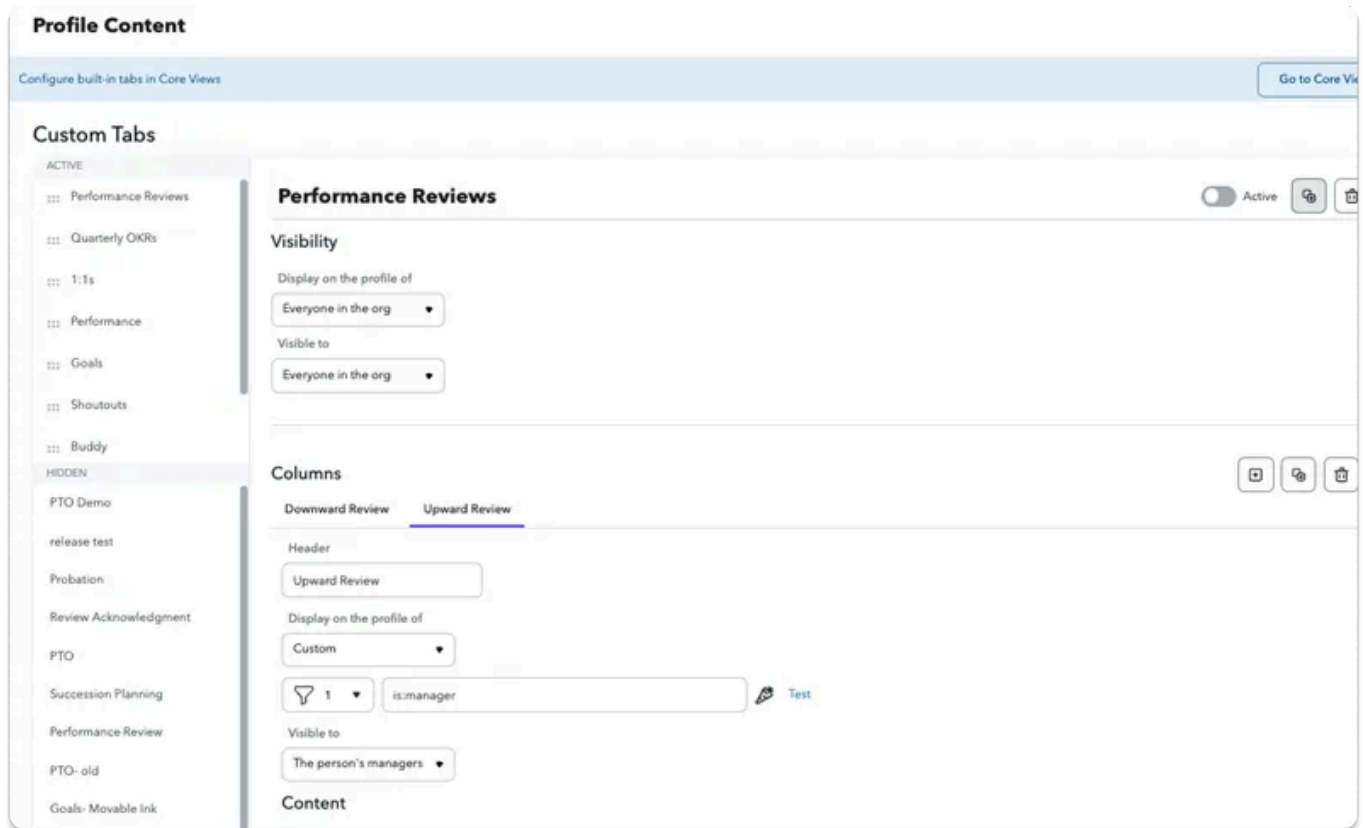 Profile Content
Configure built-in tabs in Core Views
Go to Core Vie
Custom Tabs
ACTIVE
Performance Reviews
Quarterly OKRs
1:1s
Performance
Goals
Shoutouts
Buddy
HIDDEN
PTO Demo
release test
Probation
Review Acknowledgment
PTO
Succession Planning
Performance Review
PTO- old
Goals- Movable Ink
Performance Reviews
Active
Visibility
Display on the profile of
Everyone in the org
Visible to
Everyone in the org
Columns
Downward Review Upward Review
Header
Upward Review
Display on the profile of
Custom
1 is:manager Test
Visible to
The person's managers
Content